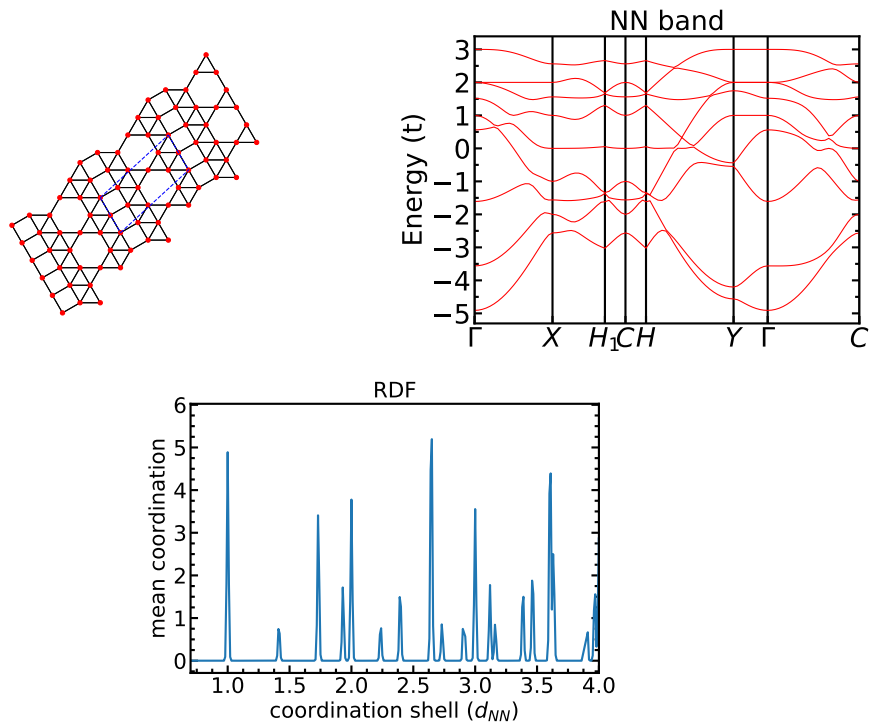 NN band
Energy (t)
3
2
1
0
−1
−2
−3
−4
−5
Γ X H₁ C H Y Γ C
RDF
mean coordination
6
5
4
3
2
1
0
1.0 1.5 2.0 2.5 3.0 3.5 4.0
coordination shell (d_NN)